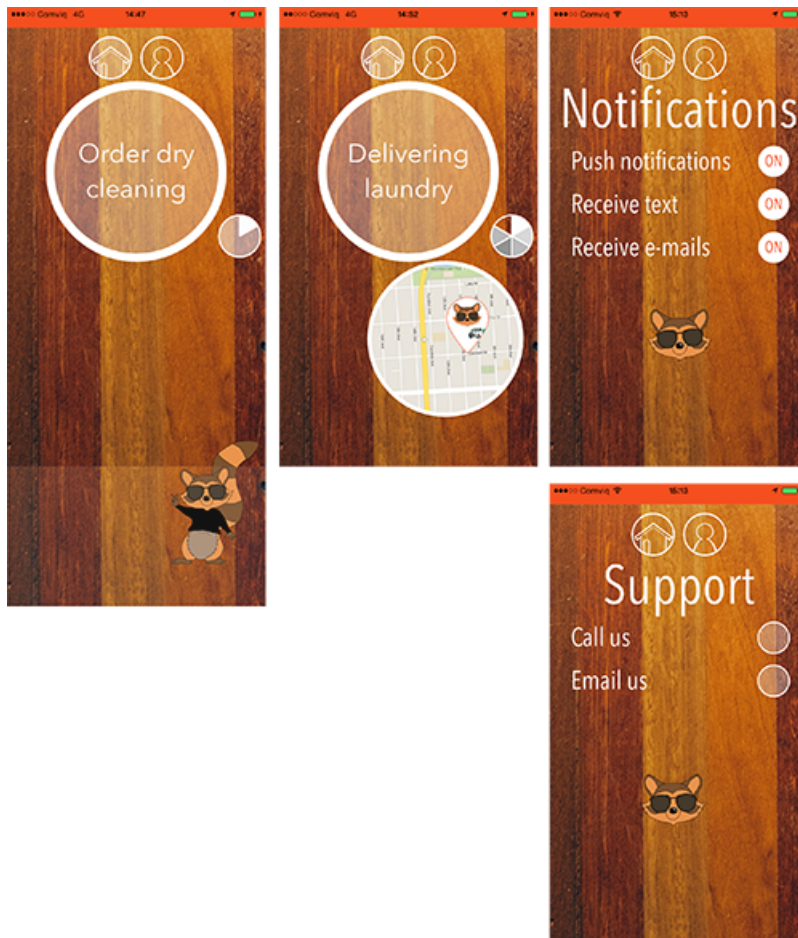 Comviq 4G 14:47
Order dry
cleaning
Comviq 4G 14:52
Delivering
laundry
Comviq 15:13
Notifications
Push notifications ON
Receive text ON
Receive e-mails ON
Comviq 15:13
Support
Call us
Email us